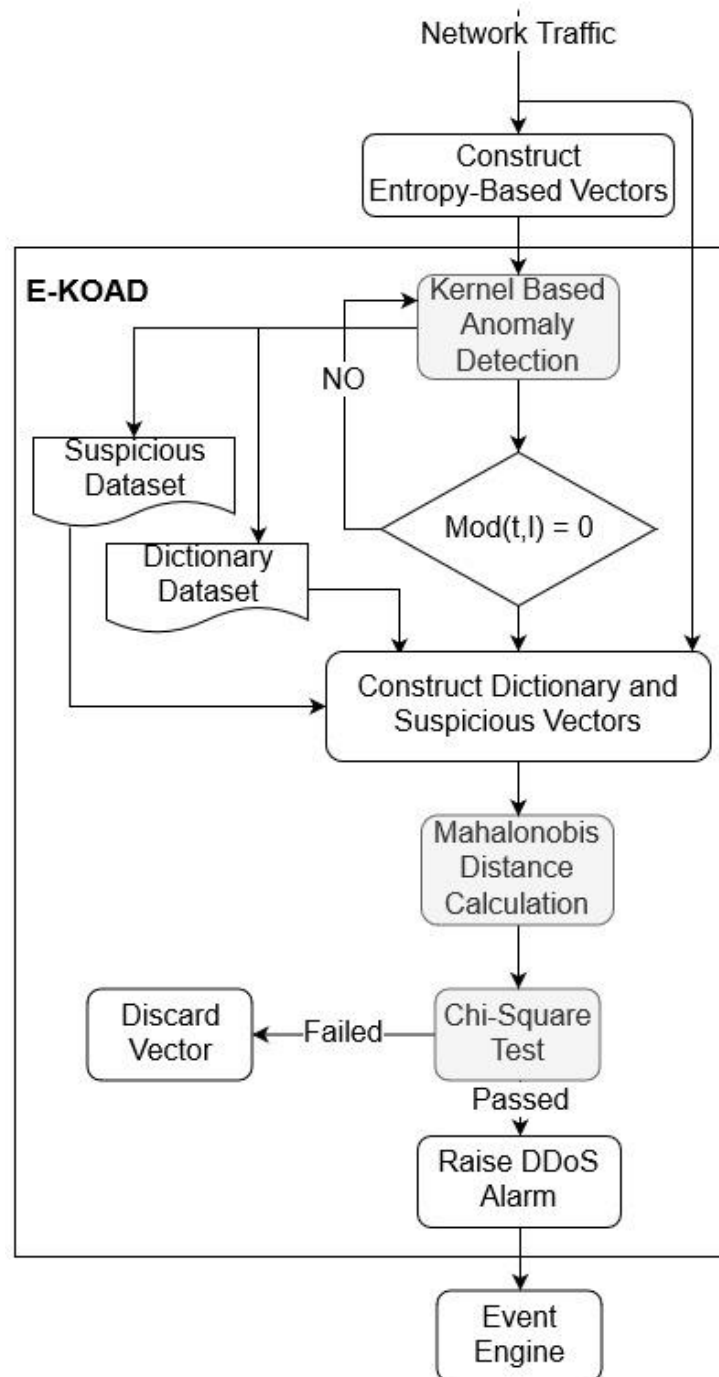 Network Traffic
Construct
Entropy-Based Vectors
E-KOAD
Kernel Based
Anomaly
Detection
NO
Suspicious
Dataset
Mod(t,I) = 0
Dictionary
Dataset
Construct Dictionary and
Suspicious Vectors
Mahalonobis
Distance
Calculation
Discard
Vector
Failed
Chi-Square
Test
Passed
Raise DDoS
Alarm
Event
Engine